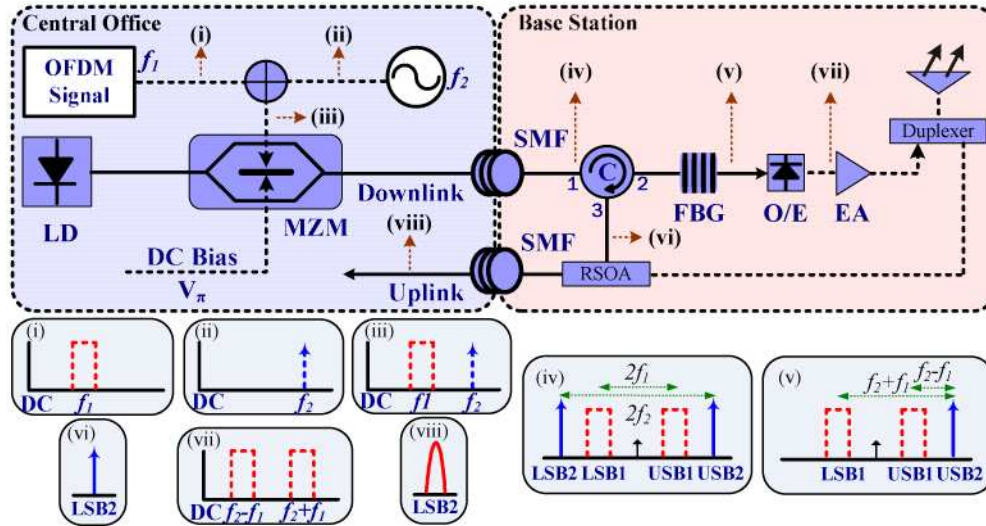 Central Office
Base Station
OFDM
Signal
f1
(i)
(ii)
f2
(iii)
LD
MZM
DC Bias
Vπ
Downlink
(viii)
Uplink
SMF
SMF
(iv)
1
C
2
3
(v)
FBG
(vi)
RSOA
O/E
(vii)
EA
Duplexer
(i)
DC
f1
(ii)
DC
f2
(iii)
DC
f1
f2
(iv)
2f1
2f2
LSB2
LSB1
USB1
USB2
(v)
f2-f1
f2+f1
LSB1
USB1
USB2
(vi)
LSB2
(vii)
DC
f2-f1
f2+f1
(viii)
LSB2